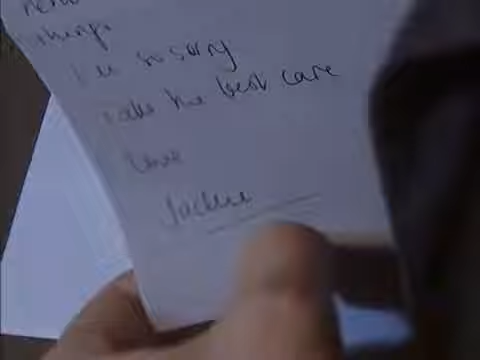 things
I'm so sorry
take the best care
Love
Jackie